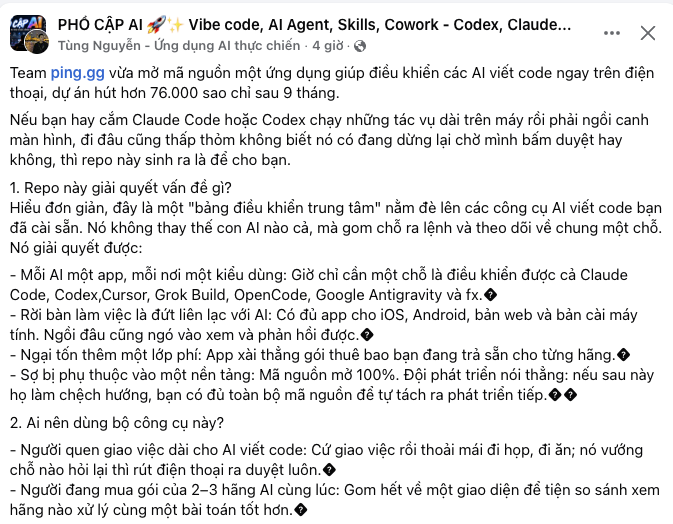 PHỔ CẬP AI 🚀✨ Vibe code, AI Agent, Skills, Cowork - Codex, Claude...
Tùng Nguyễn - Ứng dụng AI thực chiến · 4 giờ ·
Team ping.gg vừa mở mã nguồn một ứng dụng giúp điều khiển các AI viết code ngay trên điện
thoại, dự án hút hơn 76.000 sao chỉ sau 9 tháng.
Nếu bạn hay cắm Claude Code hoặc Codex chạy những tác vụ dài trên máy rồi phải ngồi canh
màn hình, đi đâu cũng thấp thỏm không biết nó có đang dừng lại chờ mình bấm duyệt hay
không, thì repo này sinh ra là để cho bạn.
1. Repo này giải quyết vấn đề gì?
Hiểu đơn giản, đây là một "bảng điều khiển trung tâm" nằm đè lên các công cụ AI viết code bạn
đã cài sẵn. Nó không thay thế con AI nào cả, mà gom chỗ ra lệnh và theo dõi về chung một chỗ.
Nó giải quyết được:
- Mỗi AI một app, mỗi nơi một kiểu dùng: Giờ chỉ cần một chỗ là điều khiển được cả Claude
Code, Codex,Cursor, Grok Build, OpenCode, Google Antigravity và fx.�
- Rời bàn làm việc là đứt liên lạc với AI: Có đủ app cho iOS, Android, bản web và bản cài máy
tính. Ngồi đâu cũng ngó vào xem và phản hồi được.�
- Ngại tốn thêm một lớp phí: App xài thẳng gói thuê bao bạn đang trả sẵn cho từng hãng.�
- Sợ bị phụ thuộc vào một nền tảng: Mã nguồn mở 100%. Đội phát triển nói thẳng: nếu sau này
họ làm chệch hướng, bạn có đủ toàn bộ mã nguồn để tự tách ra phát triển tiếp.��
2. Ai nên dùng bộ công cụ này?
- Người quen giao việc dài cho AI viết code: Cứ giao việc rồi thoải mái đi họp, đi ăn; nó vướng
chỗ nào hỏi lại thì rút điện thoại ra duyệt luôn.�
- Người đang mua gói của 2–3 hãng AI cùng lúc: Gom hết về một giao diện để tiện so sánh xem
hãng nào xử lý cùng một bài toán tốt hơn.�